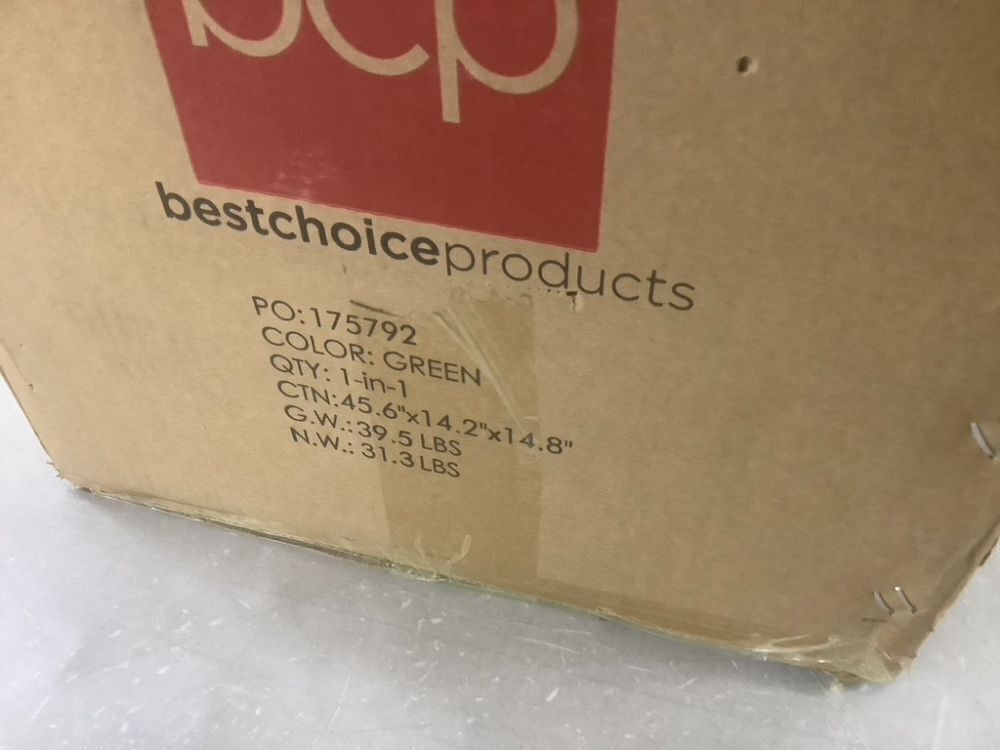 bcp
bestchoiceproducts
PO:175792
COLOR: GREEN
QTY: 1-in-1
CTN:45.6"x14.2"x14.8"
G.W.:39.5 LBS
N.W.: 31.3 LBS